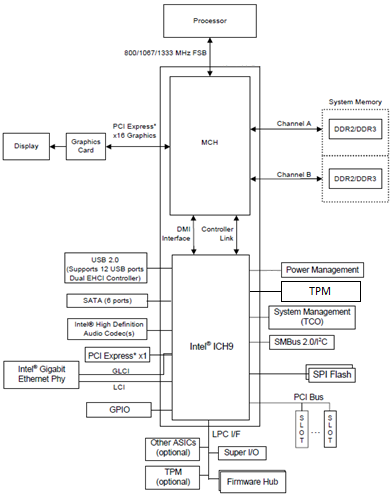 Processor
800/1067/1333 MHz FSB
PCI Express*
x16 Graphics
Display
Graphics
Card
MCH
Channel A
System Memory
DDR2/DDR3
Channel B
DDR2/DDR3
DMI
Interface
Controller
Link
USB 2.0
(Supports 12 USB ports
Dual EHCI Controller)
Power Management
TPM
SATA (6 ports)
System Management
(TCO)
Intel® High Definition
Audio Codec(s)
Intel® ICH9
SMBus 2.0/I²C
PCI Express* x1
Intel® Gigabit
Ethernet Phy
GLCI
LCI
SPI Flash
PCI Bus
GPIO
SLOT
...
SLOT
LPC I/F
Other ASICs
(optional)
Super I/O
TPM
(optional)
Firmware Hub